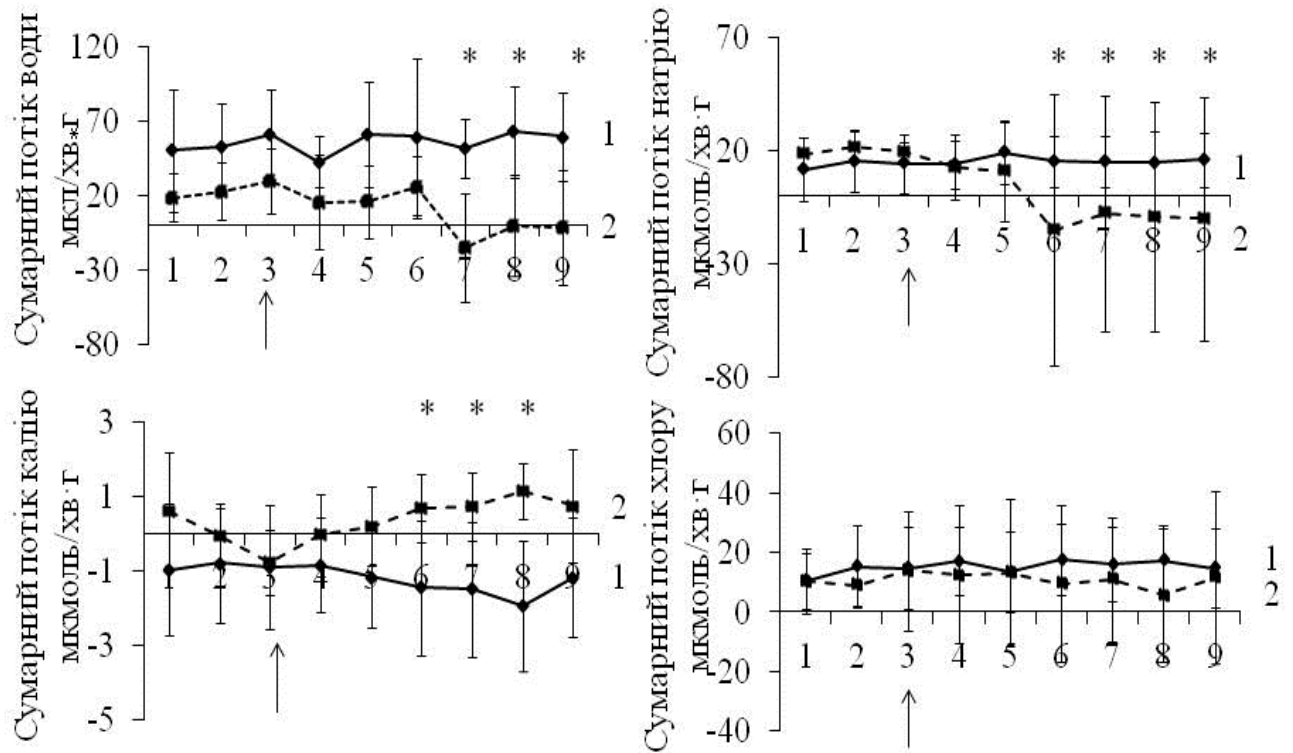 Сумарний потік води
мкл/хв*г
120
70
20
-30
-80
* * *
1
2
1 2 3 4 5 6 7 8 9
Сумарний потік натрію
мкмоль/хв·г
70
20
-30
-80
* * * *
1
2
1 2 3 4 5 6 7 8 9
Сумарний потік калію
мкмоль/хв·г
3
1
-1
-3
-5
* * *
2
1
1 2 3 4 5 6 7 8 9
Сумарний потік хлору
мкмоль/хв·г
60
40
20
0
-20
-40
1
2
1 2 3 4 5 6 7 8 9